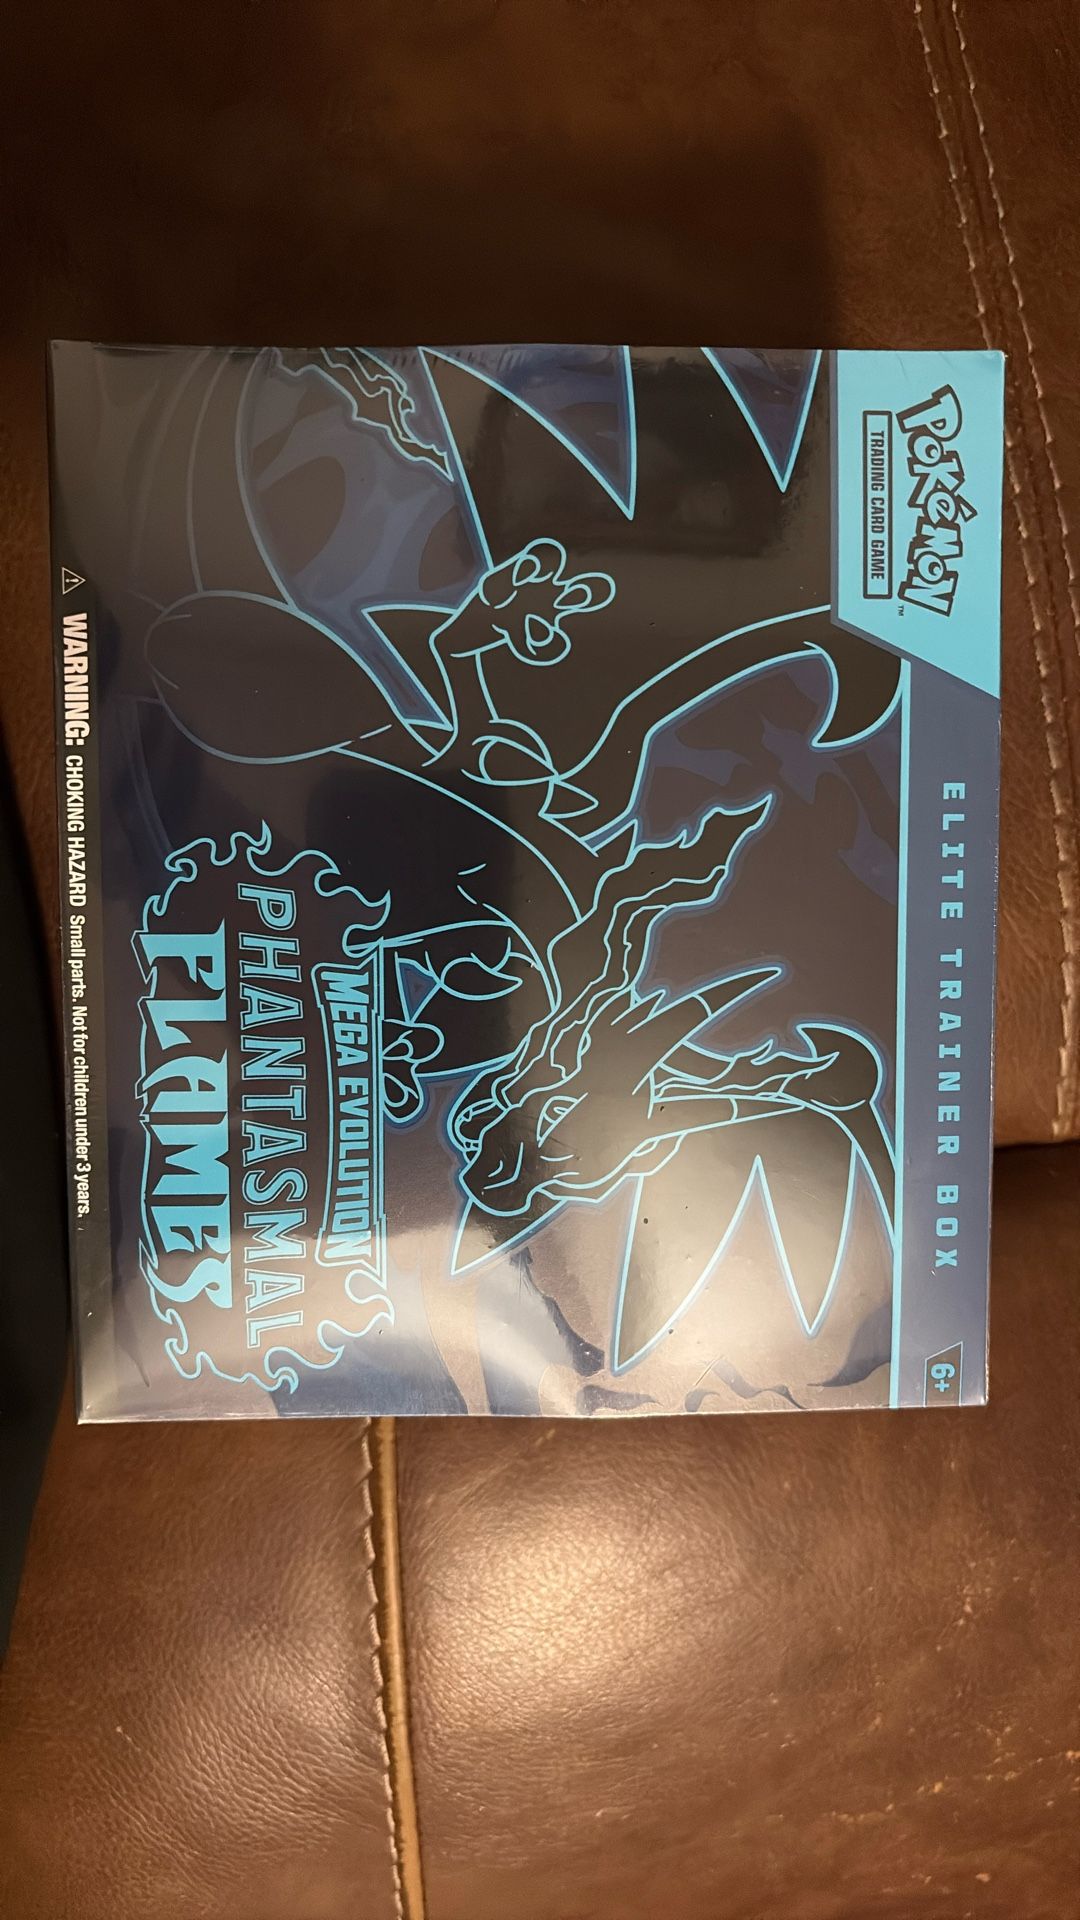 POKéMON
TM
TRADING CARD GAME
ELITE TRAINER BOX
6+
MEGA EVOLUTION
PHANTASMAL
FLAMES
WARNING: CHOKING HAZARD Small parts. Not for children under 3 years.